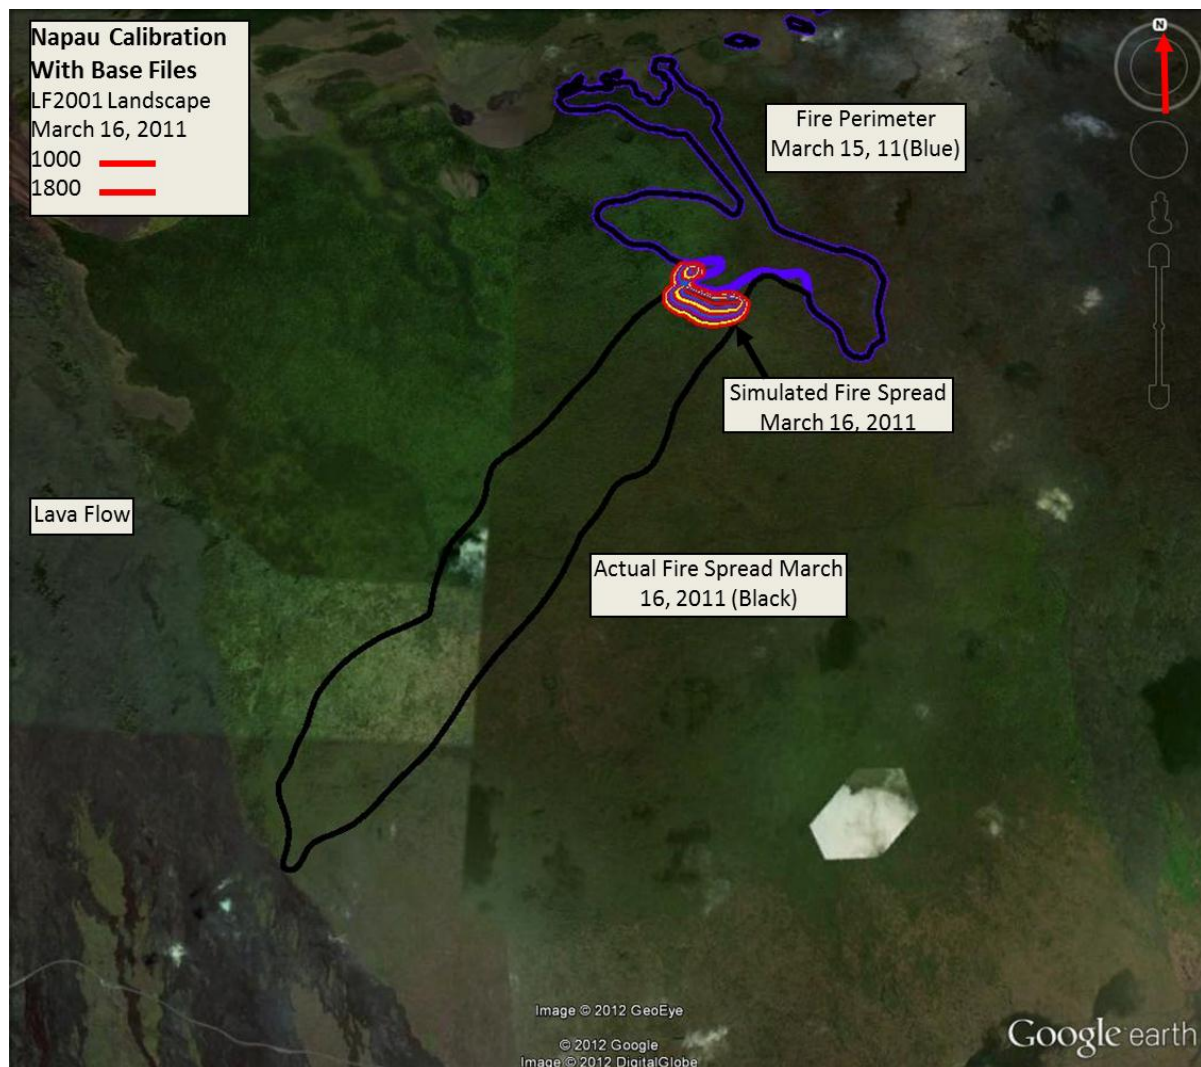 Napau Calibration
With Base Files
LF2001 Landscape
March 16, 2011
1000
1800
N
Fire Perimeter
March 15, 11(Blue)
Simulated Fire Spread
March 16, 2011
Lava Flow
Actual Fire Spread March
16, 2011 (Black)
Image © 2012 GeoEye
© 2012 Google
Image © 2012 DigitalGlobe
Google earth